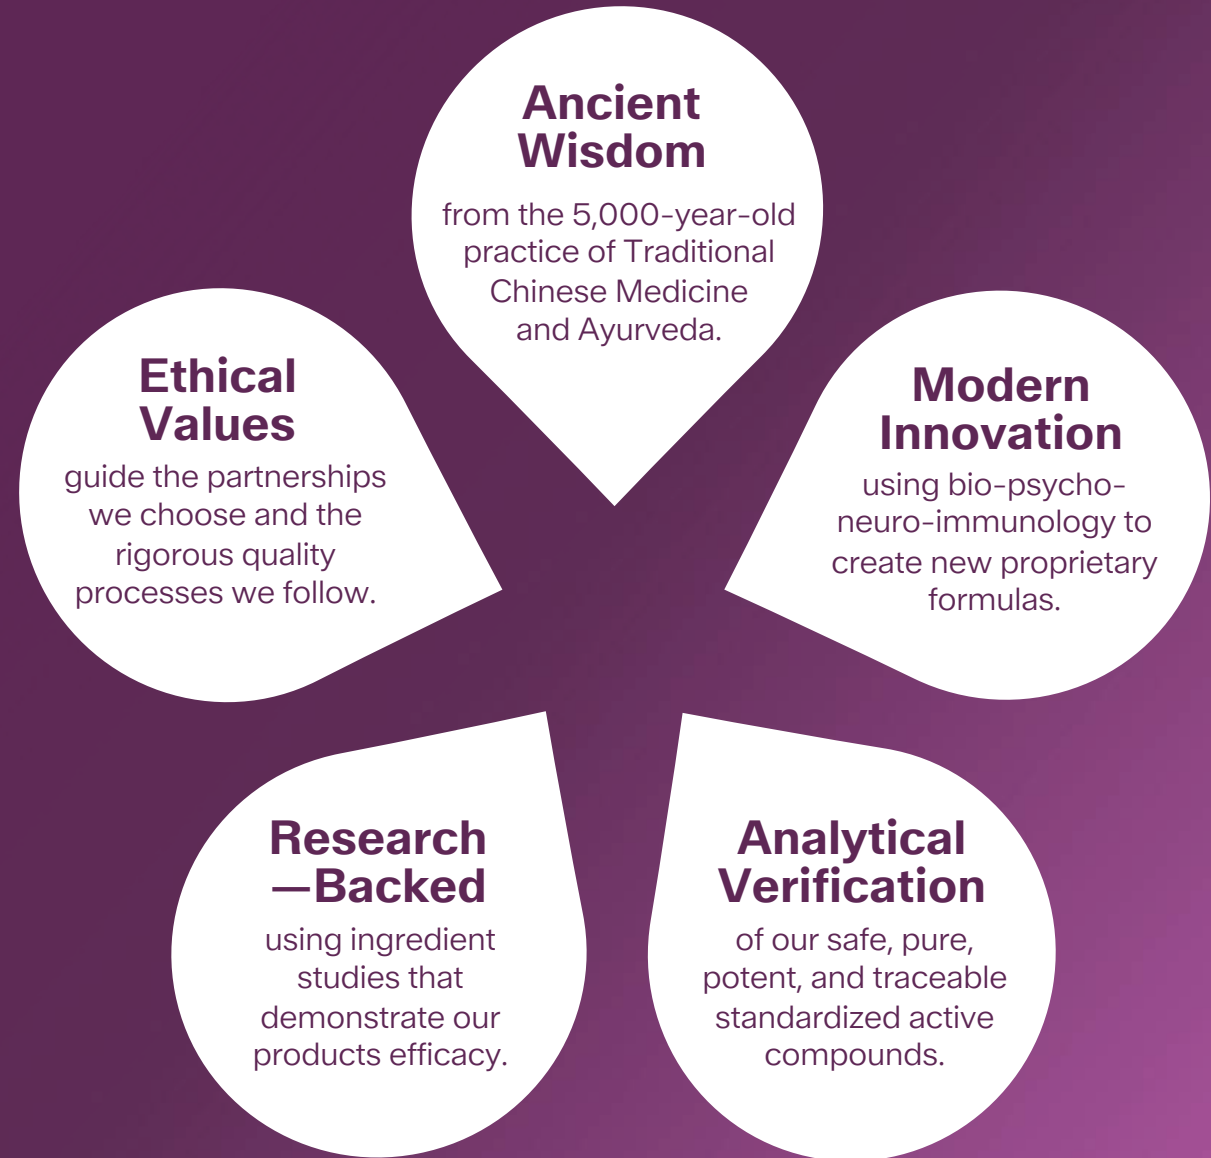 Ancient
Wisdom
from the 5,000-year-old
practice of Traditional
Chinese Medicine
and Ayurveda.
Modern
Innovation
using bio-psycho-
neuro-immunology to
create new proprietary
formulas.
Analytical
Verification
of our safe, pure,
potent, and traceable
standardized active
compounds.
Research
—Backed
using ingredient
studies that
demonstrate our
products efficacy.
Ethical
Values
guide the partnerships
we choose and the
rigorous quality
processes we follow.